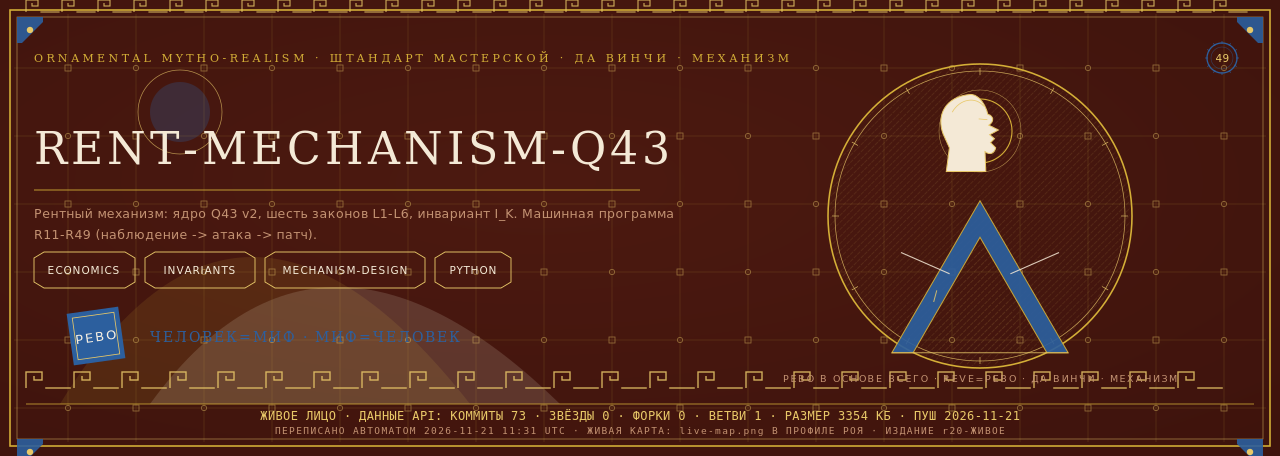 ORNAMENTAL MYTHO-REALISM · ШТАНДАРТ МАСТЕРСКОЙ · ДА ВИНЧИ · МЕХАНИЗМ
49
RENT-MECHANISM-Q43
Рентный механизм: ядро Q43 v2, шесть законов L1-L6, инвариант I_K. Машинная программа
R11-R49 (наблюдение -> атака -> патч).
ECONOMICS
INVARIANTS
MECHANISM-DESIGN
PYTHON
РЕВО
ЧЕЛОВЕК=МИФ · МИФ=ЧЕЛОВЕК
РЕВО В ОСНОВЕ ВСЕГО · REVE=РЕВО · ДА ВИНЧИ · МЕХАНИЗМ
ЖИВОЕ ЛИЦО · ДАННЫЕ API: КОММИТЫ 73 · ЗВЁЗДЫ 0 · ФОРКИ 0 · ВЕТВИ 1 · РАЗМЕР 3354 КБ · ПУШ 2026-11-21
ПЕРЕПИСАНО АВТОМАТОМ 2026-11-21 11:31 UTC · ЖИВАЯ КАРТА: live-map.png В ПРОФИЛЕ РОЯ · ИЗДАНИЕ r20-ЖИВОЕ